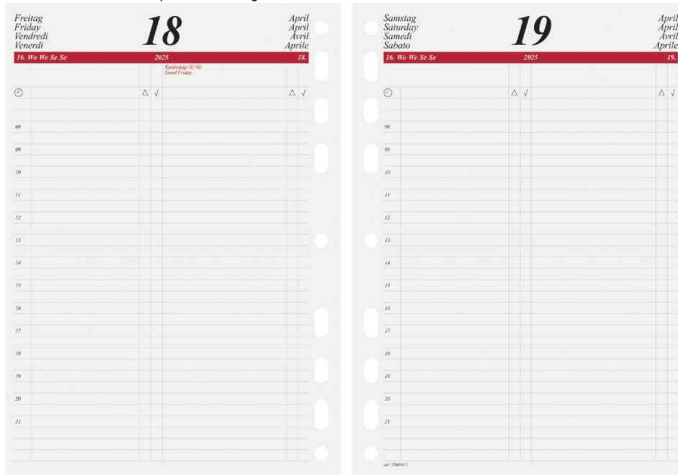 Freitag
Friday
Vendredi
Venerdì
18
April
April
Avril
Aprile
16. Wo We Se Se
2025
18.
Karfreitag
Good Friday
08
09
10
11
12
13
14
15
16
17
18
19
20
21
Samstag
Saturday
Samedi
Sabato
19
April
April
Avril
Aprile
16. Wo We Se Se
2025
19.
08
09
10
11
12
13
14
15
16
17
18
19
20
21